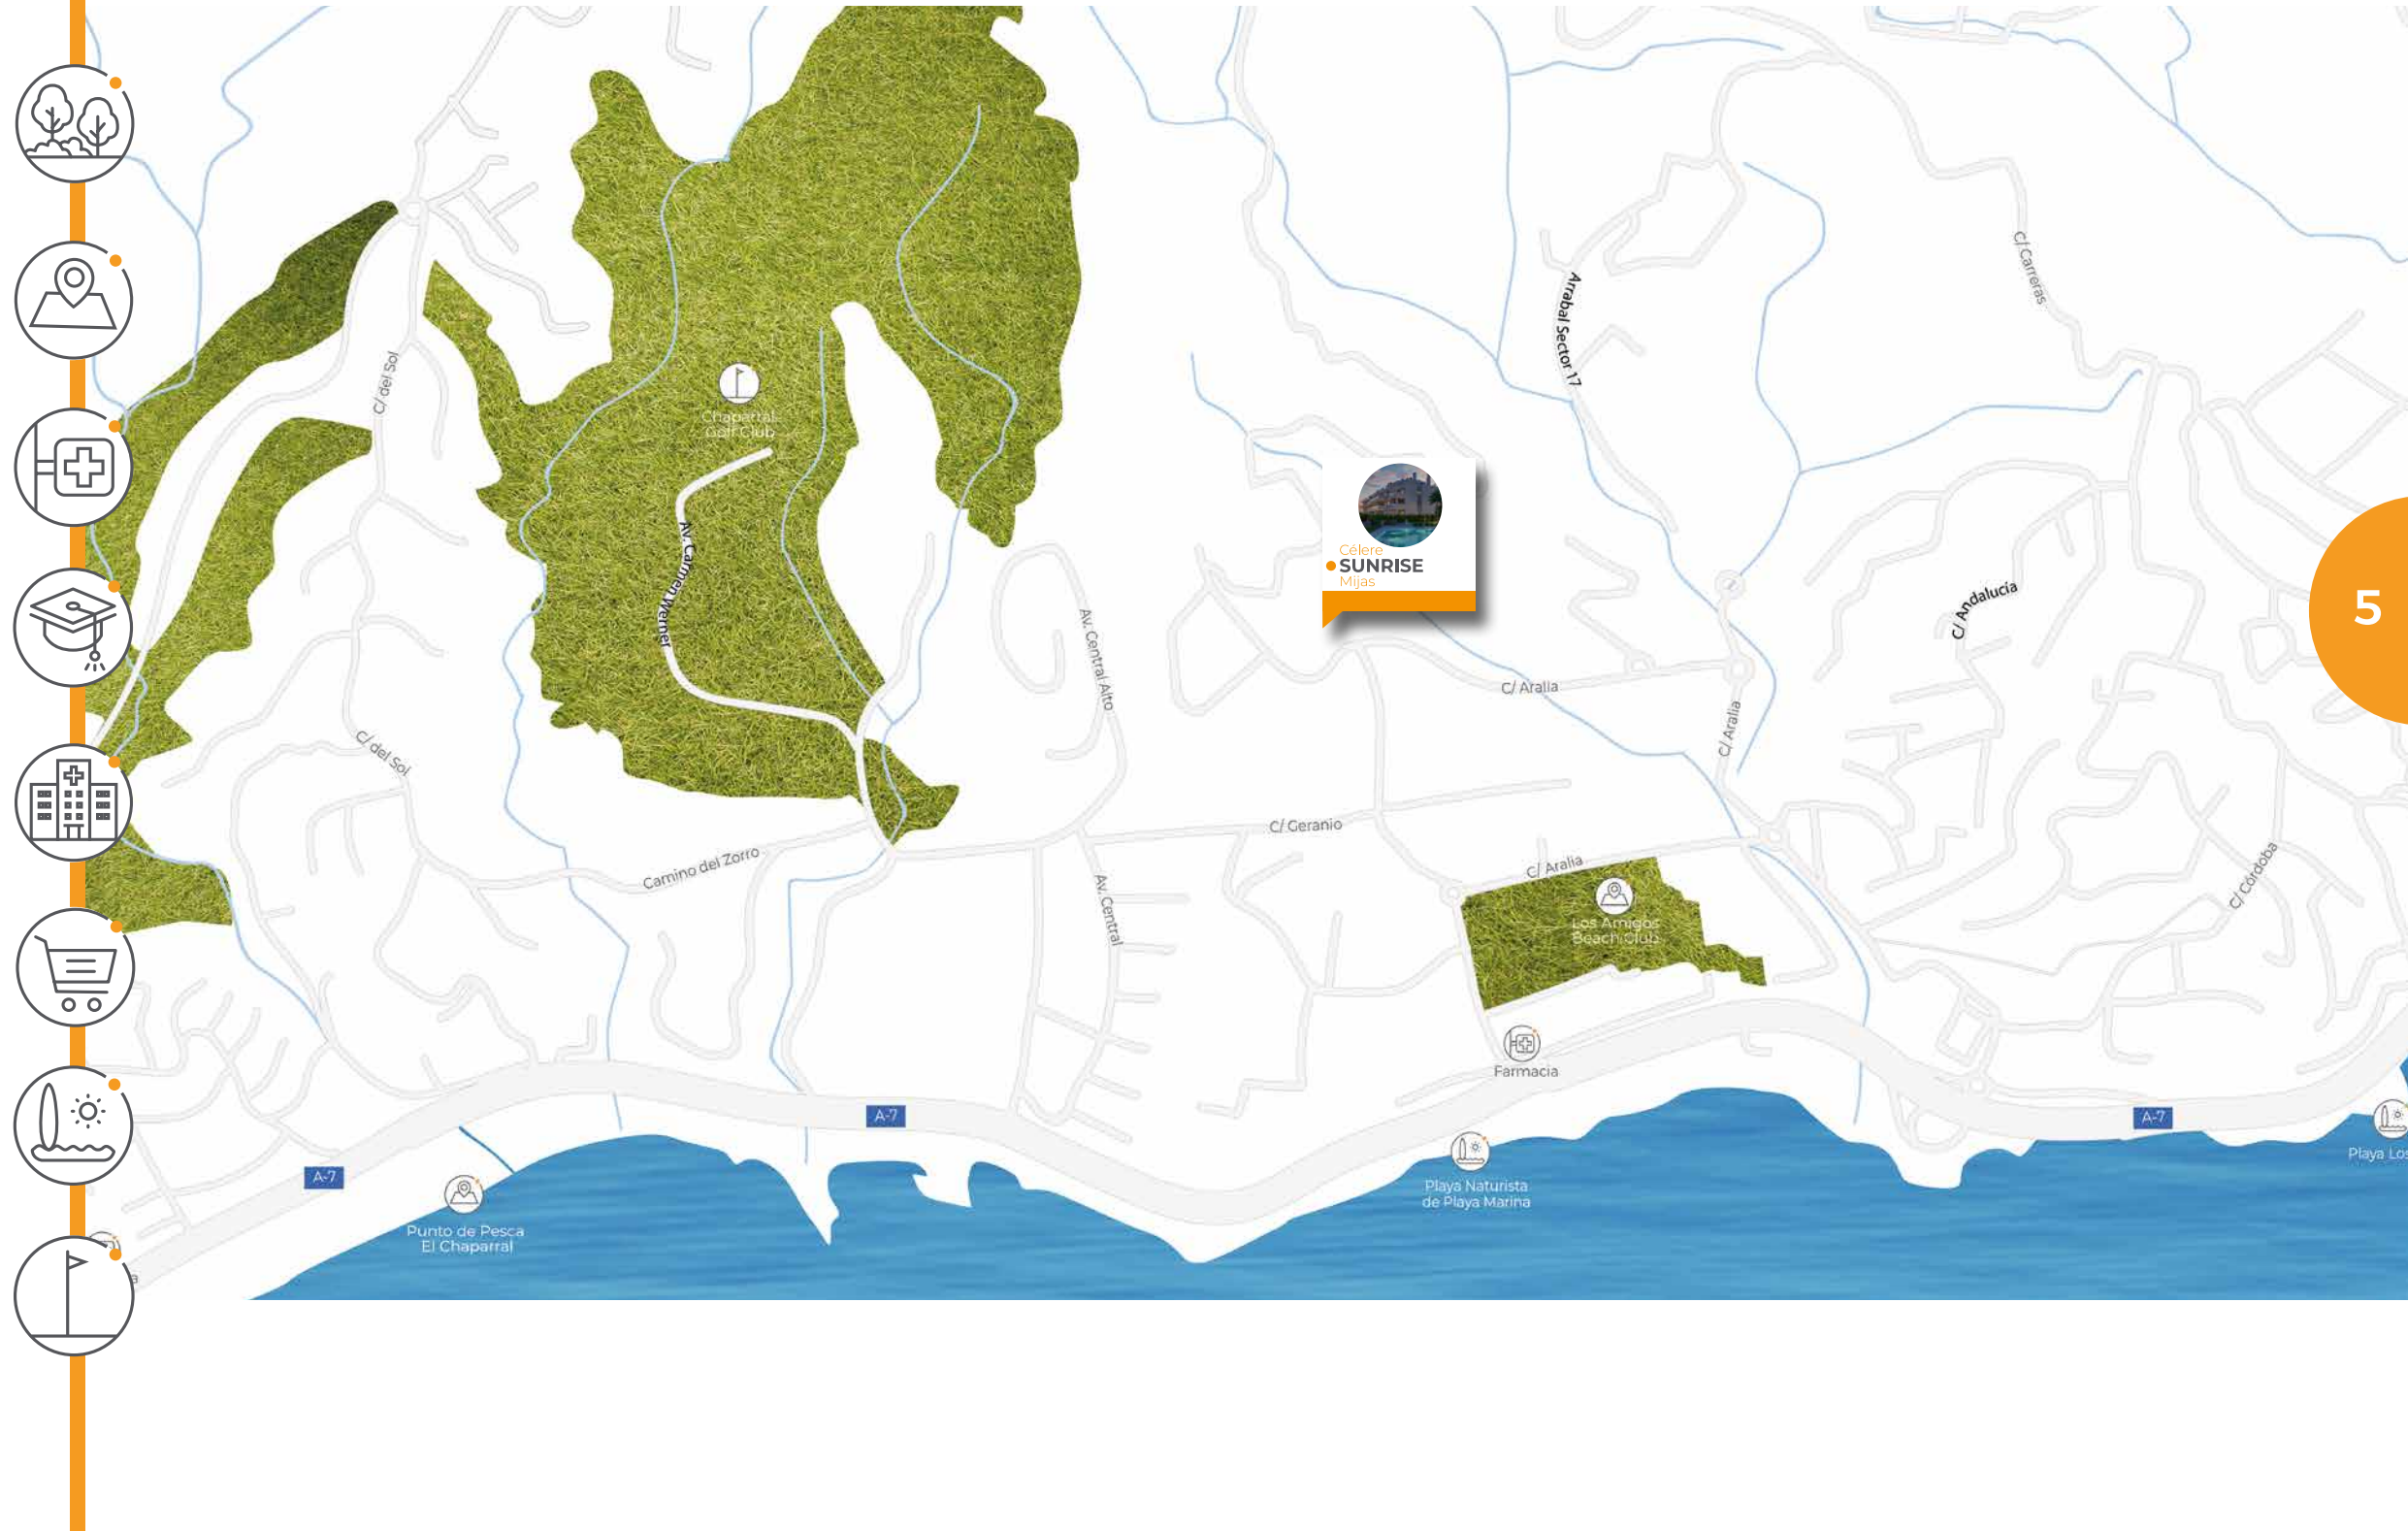 C/ Carreras
Arrabal Sector 17
C/ del Sol
Chaparral
Golf Club
Av. Carmen Werner
Célere
SUNRISE
Mijas
C/ Andalucía
5
Av. Central Alto
C/ Aralia
C/ Aralia
C/ del Sol
C/ Geranio
Camino del Zorro
C/ Aralia
C/ Córdoba
Av. Central
Los Amigos
Beach Club
Farmacia
A-7
A-7
Playa Los
A-7
Playa Naturista
de Playa Marina
Punto de Pesca
El Chaparral
a